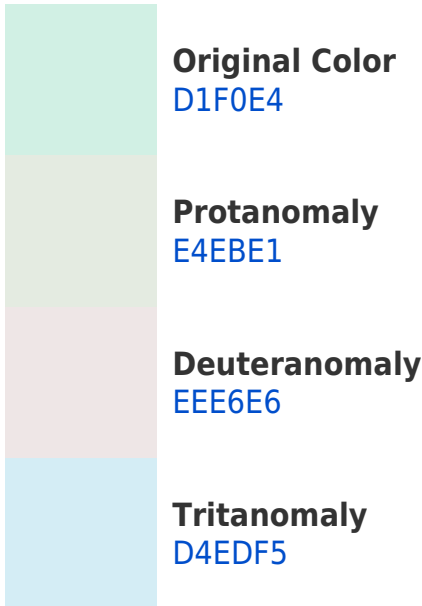 Original Color
D1F0E4
Protanomaly
E4EBE1
Deuteranomaly
EEE6E6
Tritanomaly
D4EDF5